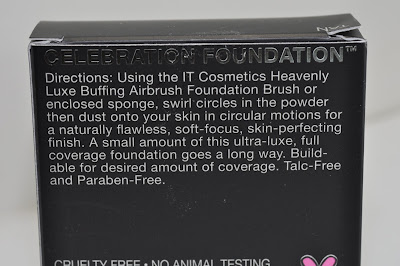 CELEBRATION FOUNDATION™
Directions: Using the IT Cosmetics Heavenly
Luxe Buffing Airbrush Foundation Brush or
enclosed sponge, swirl circles in the powder
then dust onto your skin in circular motions for
a naturally flawless, soft-focus, skin-perfecting
finish. A small amount of this ultra-luxe, full
coverage foundation goes a long way. Build-
able for desired amount of coverage. Talc-Free
and Paraben-Free.
CRUELTY FREE • NO ANIMAL TESTING